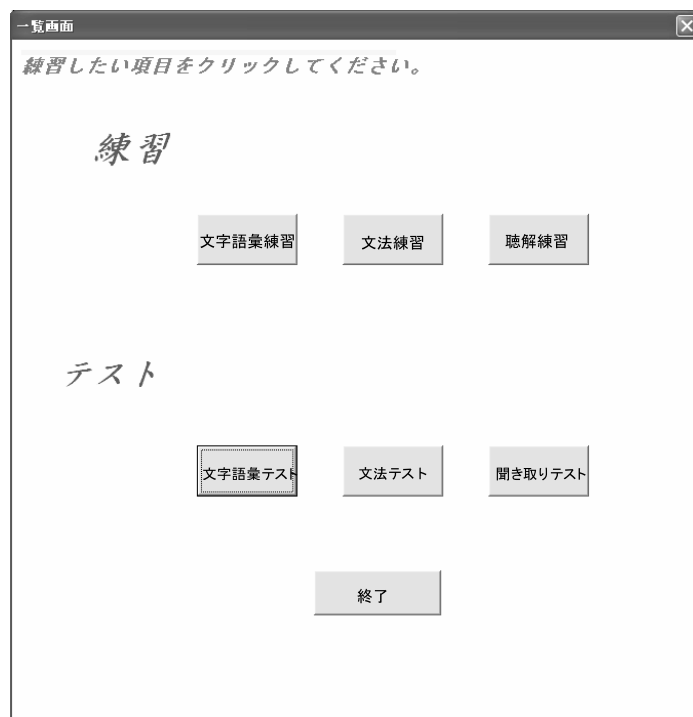 一覧画面
練習したい項目をクリックしてください。
練習
文字語彙練習 文法練習 聴解練習
テスト
文字語彙テスト 文法テスト 聞き取りテスト
終了